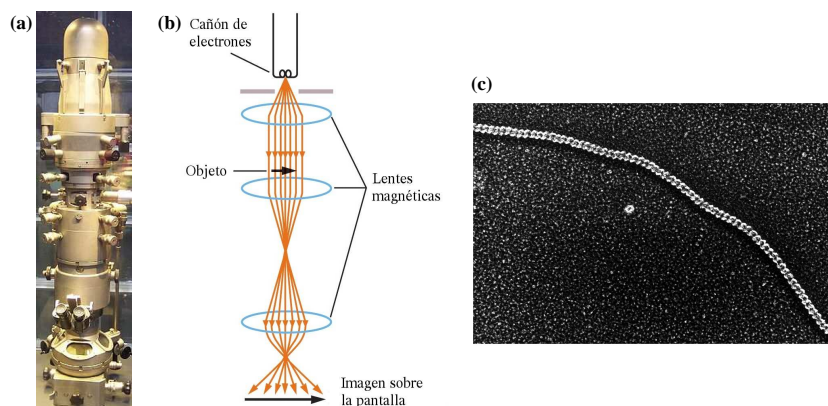 (a)
(b)
Cañón de
electrones
Objeto
Lentes
magnéticas
Imagen sobre
la pantalla
(c)